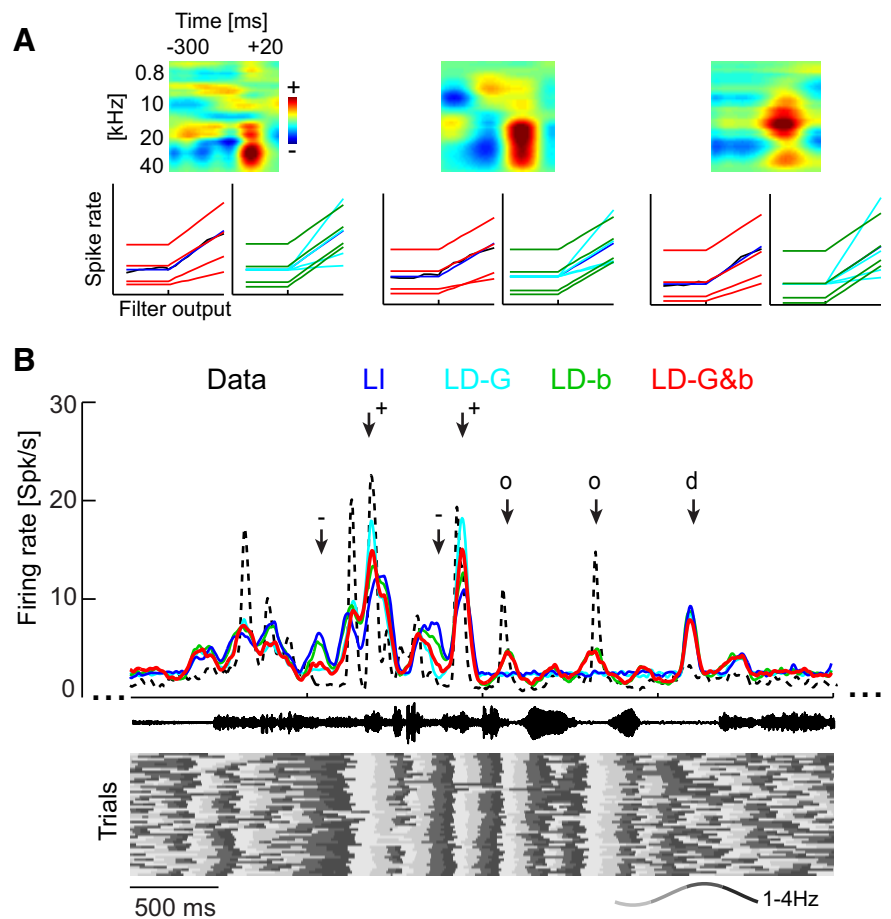 A
Time [ms]
-300 +20
0.8
10
20
40
[kHz]
+
-
Spike rate
Filter output
B
Data LI LD-G LD-b LD-G&b
+ +
o o d
- -
30
20
10
0
Firing rate [Spk/s]
... ...
Trials
500 ms
1-4Hz